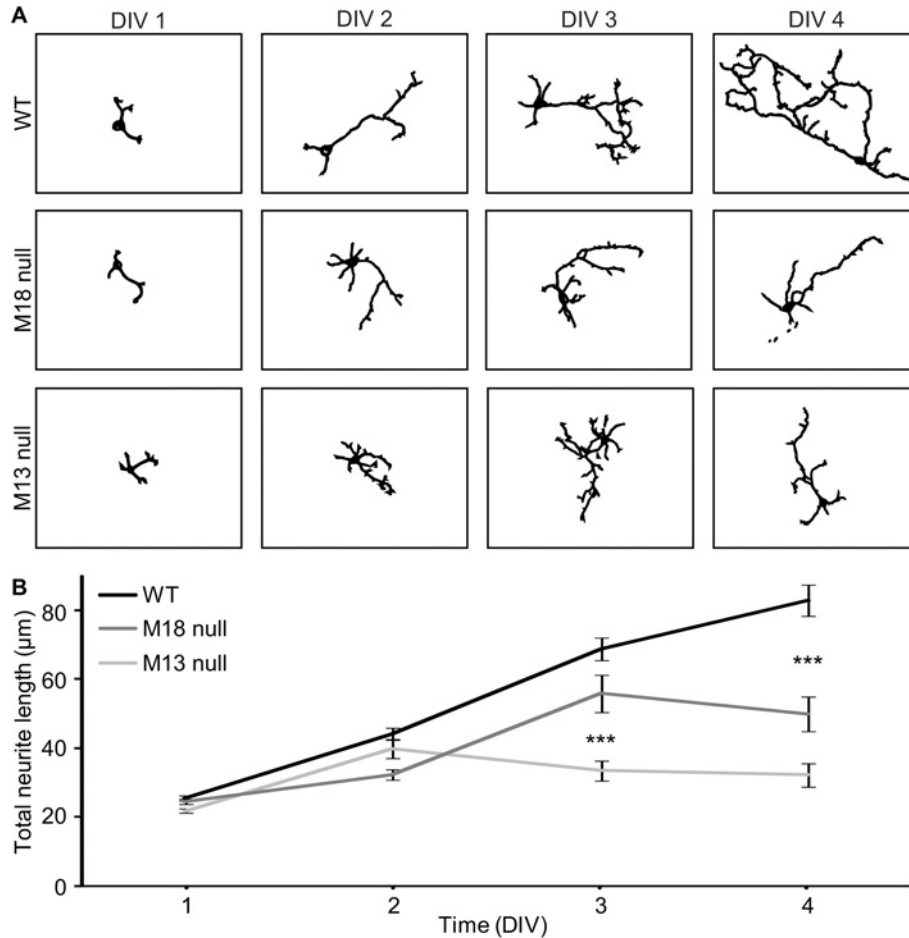 A
DIV 1 DIV 2 DIV 3 DIV 4
WT
M18 null
M13 null
B
WT
M18 null
M13 null
Total neurite length (μm)
80
60
40
20
0
***
***
1 2 3 4
Time (DIV)